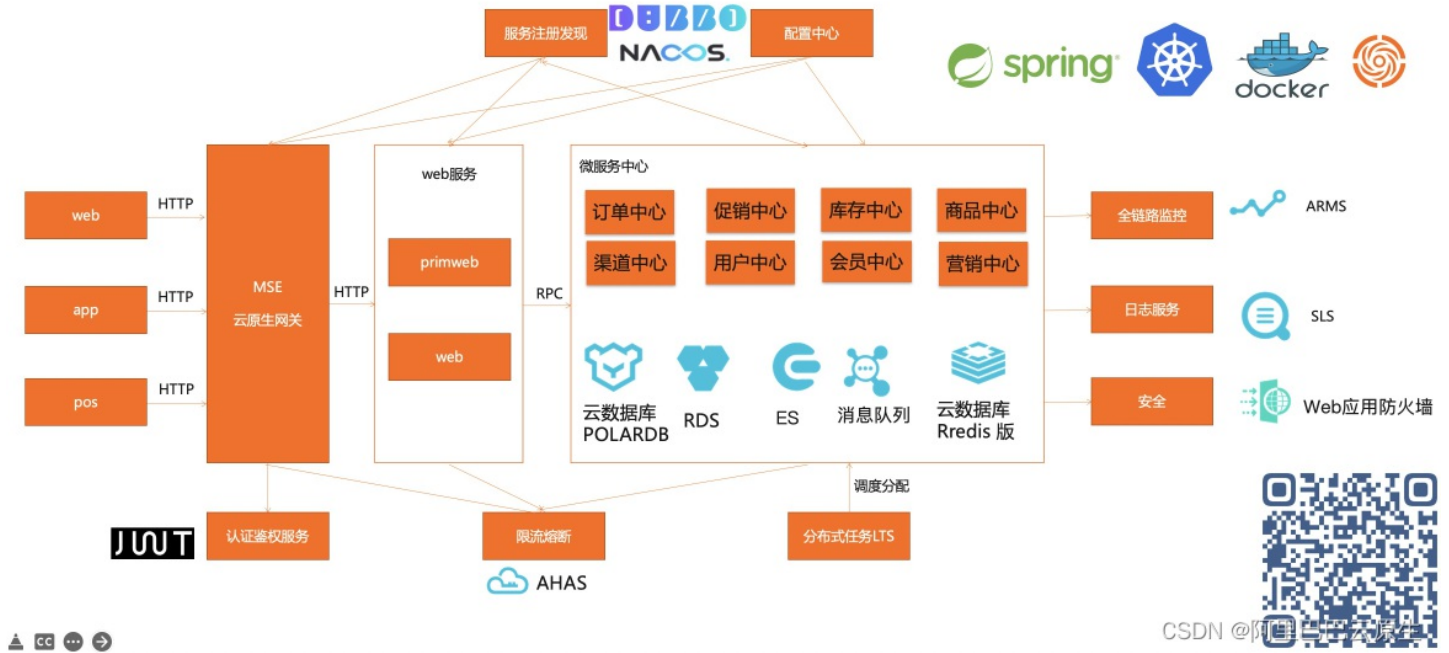 服务注册发现
DUBBO
NACOS.
配置中心
spring
docker
web
HTTP
app
HTTP
pos
HTTP
MSE
云原生网关
HTTP
web服务
primweb
web
RPC
微服务中心
订单中心
促销中心
库存中心
商品中心
渠道中心
用户中心
会员中心
营销中心
云数据库
POLARDB
RDS
ES
消息队列
云数据库
Rredis 版
全链路监控
ARMS
日志服务
SLS
安全
Web应用防火墙
调度分配
JWT
认证鉴权服务
限流熔断
AHAS
分布式任务LTS
CC
CSDN @阿里巴巴云原生